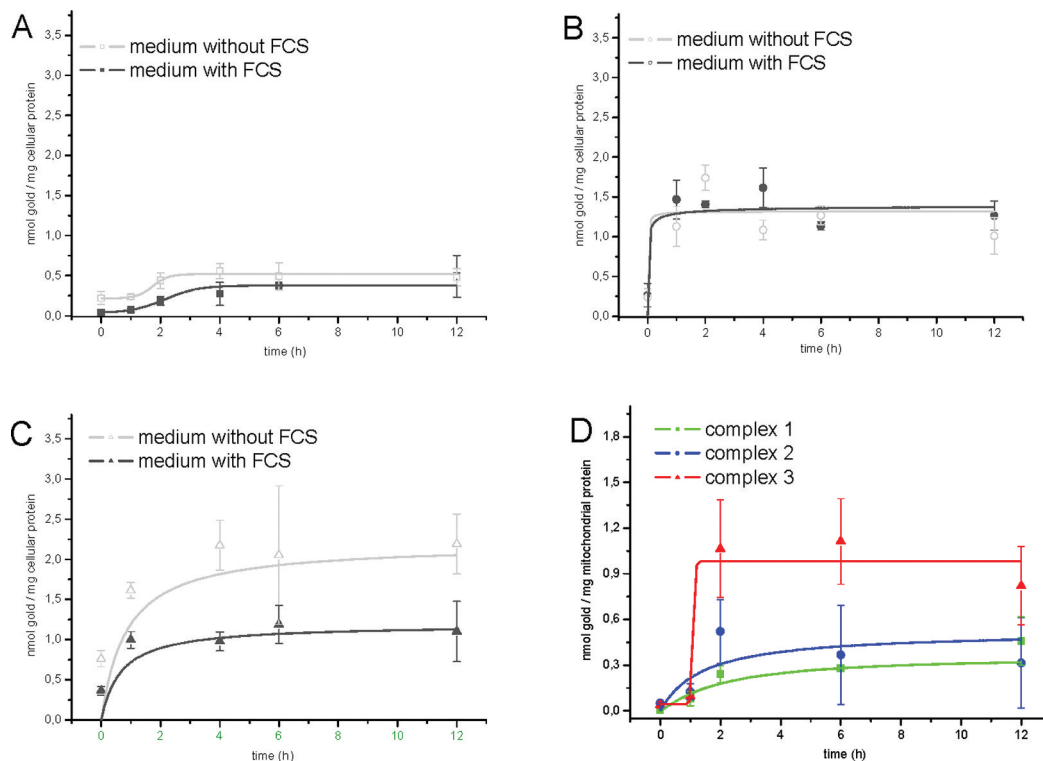 A
medium without FCS
medium with FCS
nmol gold / mg cellular protein
3,5
3,0
2,5
2,0
1,5
1,0
0,5
0,0
0 2 4 6 8 10 12
time (h)
B
medium without FCS
medium with FCS
nmol gold / mg cellular protein
3,5
3,0
2,5
2,0
1,5
1,0
0,5
0,0
0 2 4 6 8 10 12
time (h)
C
medium without FCS
medium with FCS
nmol gold / mg cellular protein
3,5
3,0
2,5
2,0
1,5
1,0
0,5
0,0
0 2 4 6 8 10 12
time (h)
D
complex 1
complex 2
complex 3
nmol gold / mg mitochondrial protein
1,8
1,5
1,2
0,9
0,6
0,3
0,0
0 2 4 6 8 10 12
time (h)